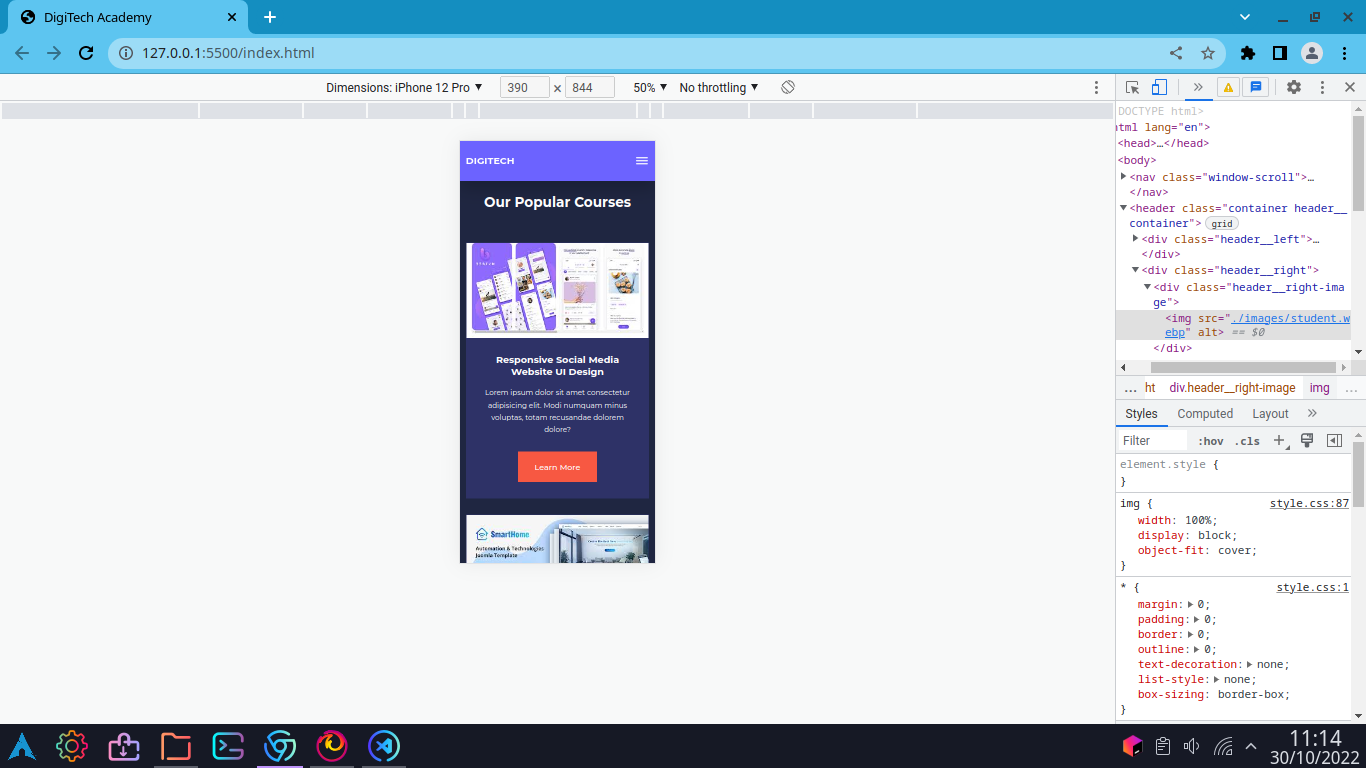 DigiTech Academy
127.0.0.1:5500/index.html
Dimensions: iPhone 12 Pro 390 × 844 50% No throttling
DIGITECH
Our Popular Courses
Responsive Social Media
Website UI Design
Lorem ipsum dolor sit amet consectetur
adipisicing elit. Modi numquam minus
voluptas, totam recusandae dolorem
dolore?
Learn More
SmartHome
Automation & Technologies
Joomla Template
DOCTYPE html>
html lang="en">
<head>…</head>
<body>
<nav class="window-scroll">…
</nav>
<header class="container header__
container"> grid
<div class="header__left">…
</div>
<div class="header__right">
<div class="header__right-ima
ge">
<img src="./images/student.w
ebp" alt> == $0
</div>
… ht div.header__right-image img …
Styles Computed Layout
Filter :hov .cls
element.style {
}
img { style.css:87
width: 100%;
display: block;
object-fit: cover;
}
* { style.css:1
margin: 0;
padding: 0;
border: 0;
outline: 0;
text-decoration: none;
list-style: none;
box-sizing: border-box;
}
11:14
30/10/2022